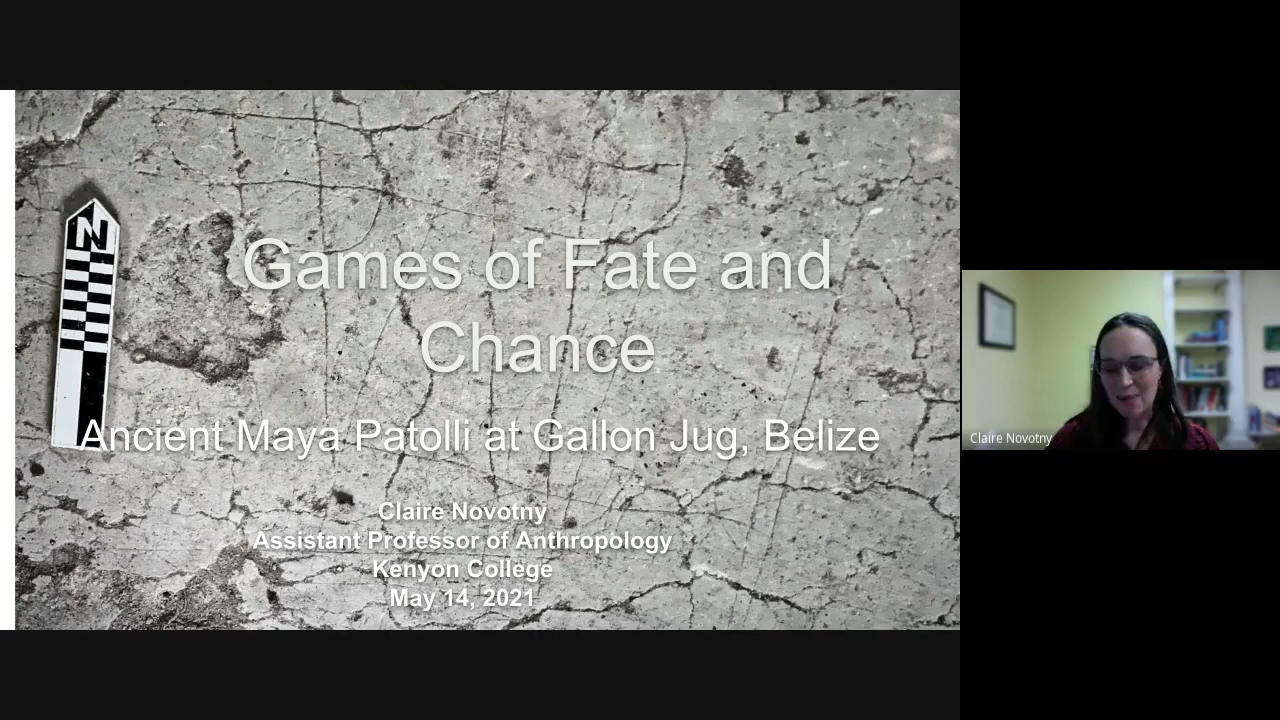 N
Games of Fate and
Chance
Ancient Maya Patolli at Gallon Jug, Belize
Claire Novotny
Assistant Professor of Anthropology
Kenyon College
May 14, 2021
Claire Novotny